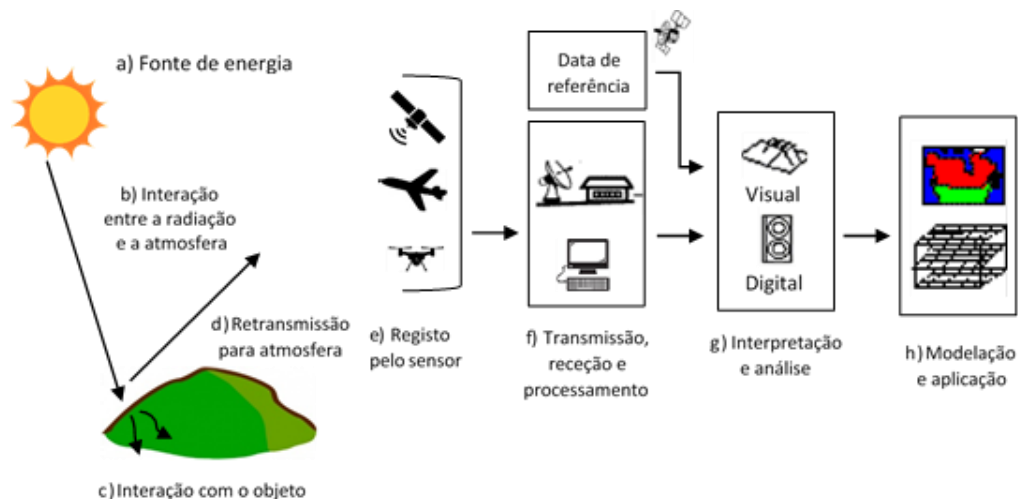 a) Fonte de energia
b) Interação
entre a radiação
e a atmosfera
c) Interação com o objeto
d) Retransmissão
para atmosfera
e) Registo
pelo sensor
Data de
referência
f) Transmissão,
receção e
processamento
Visual
Digital
g) Interpretação
e análise
h) Modelação
e aplicação